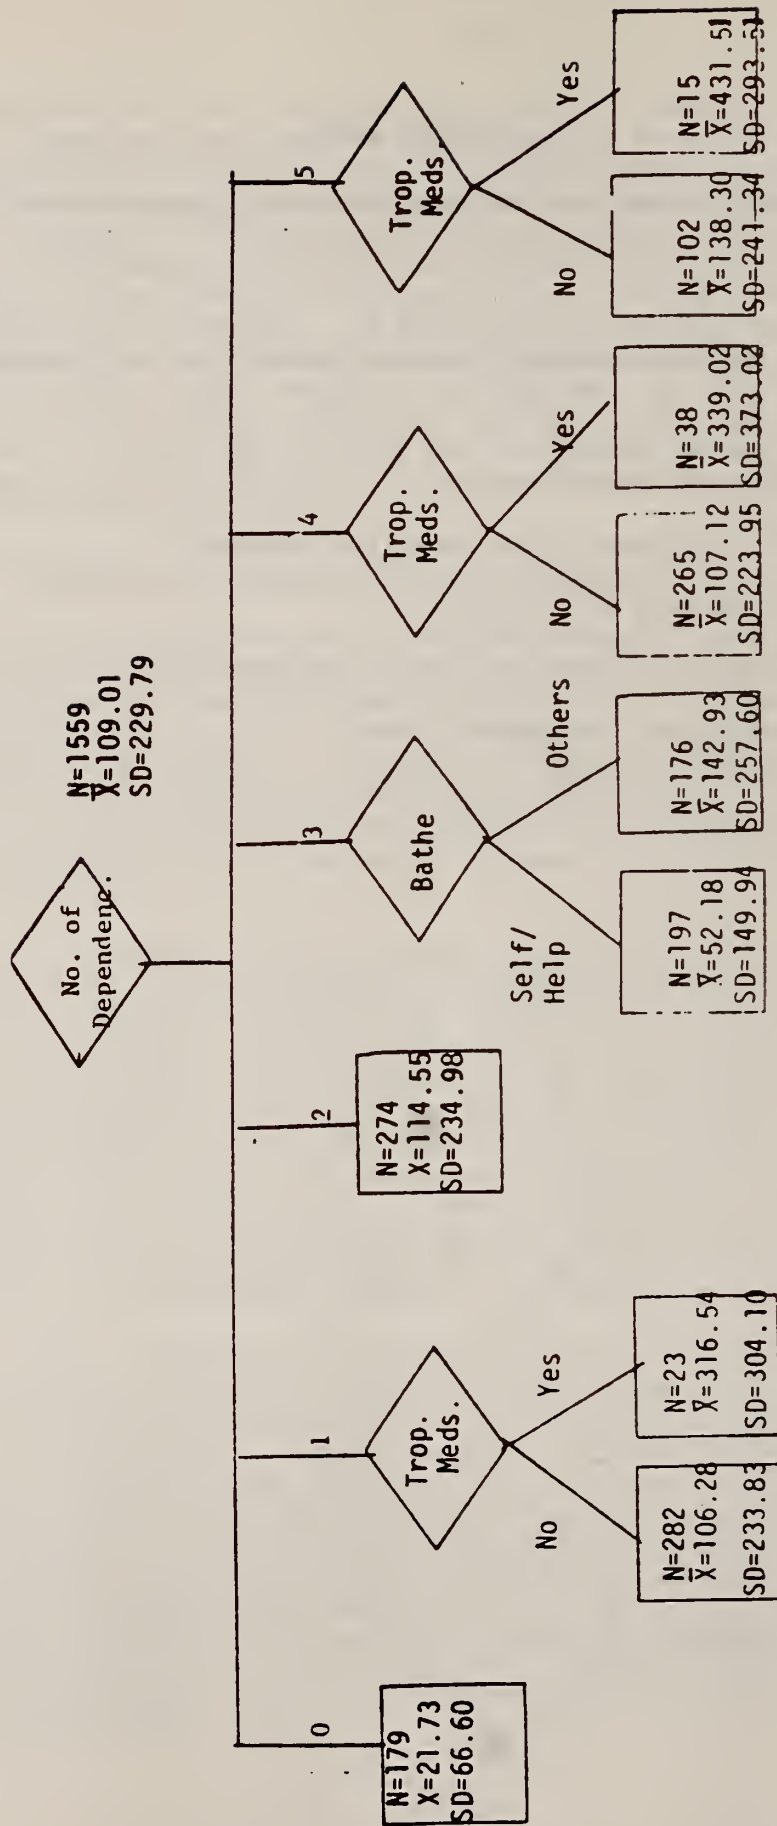 No. of
Dependenc.
N=1559
X̅=109.01
SD=229.79
0
1
2
3
4
5
N=179
X=21.73
SD=66.60
Trop.
Meds.
No
Yes
N=282
X̅=106.28
SD=233.83
N=23
X̅=316.54
SD=304.10
N=274
X=114.55
SD=234.98
Bathe
Self/
Help
Others
N=197
X̅=52.18
SD=149.94
N=176
X̅=142.93
SD=257.60
Trop.
Meds.
No
Yes
N=265
X̅=107.12
SD=223.95
N=38
X̅=339.02
SD=373.02
Trop.
Meds.
No
Yes
N=102
X̅=138.30
SD=241.34
N=15
X̅=431.51
SD=293.51